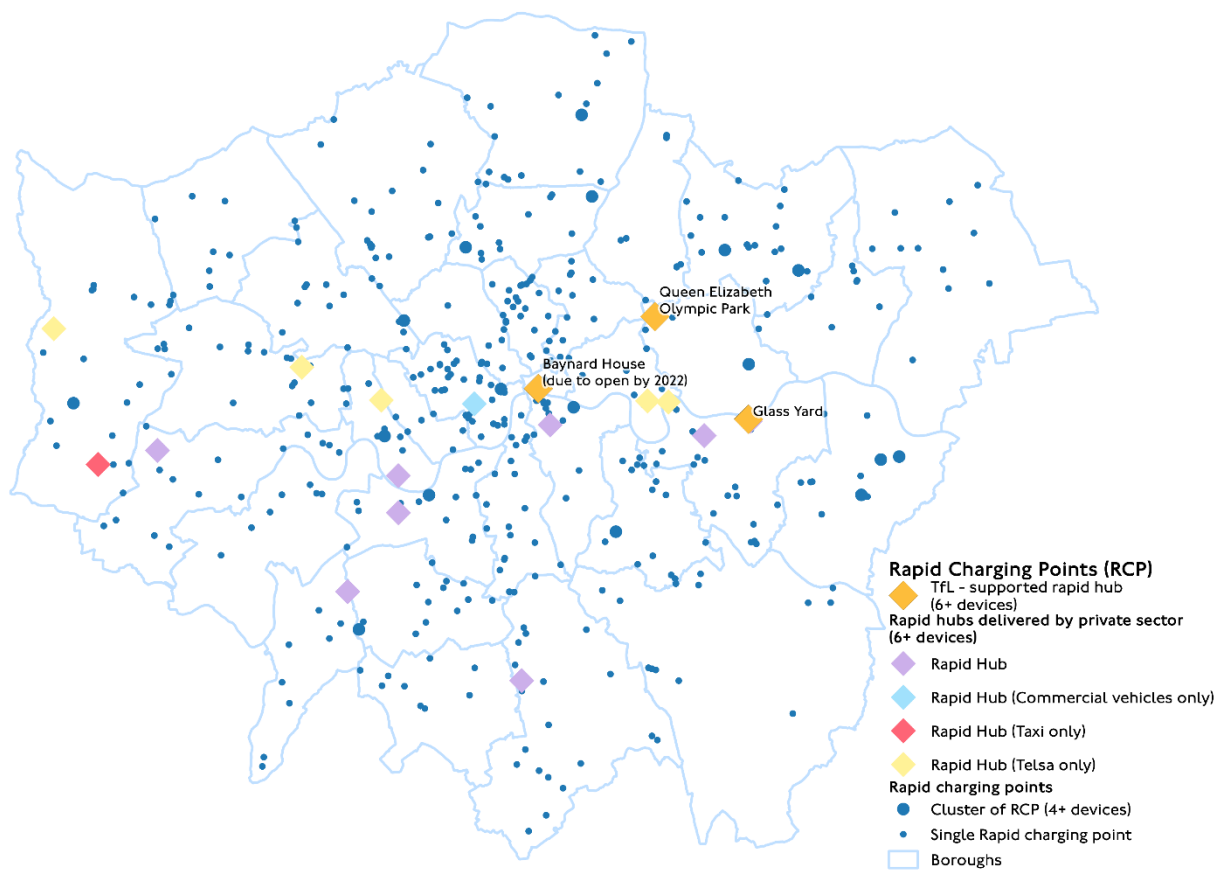 Queen Elizabeth
Olympic Park
Baynard House
(due to open by 2022)
Glass Yard
Rapid Charging Points (RCP)
TfL - supported rapid hub
(6+ devices)
Rapid hubs delivered by private sector
(6+ devices)
Rapid Hub
Rapid Hub (Commercial vehicles only)
Rapid Hub (Taxi only)
Rapid Hub (Telsa only)
Rapid charging points
Cluster of RCP (4+ devices)
Single Rapid charging point
Boroughs